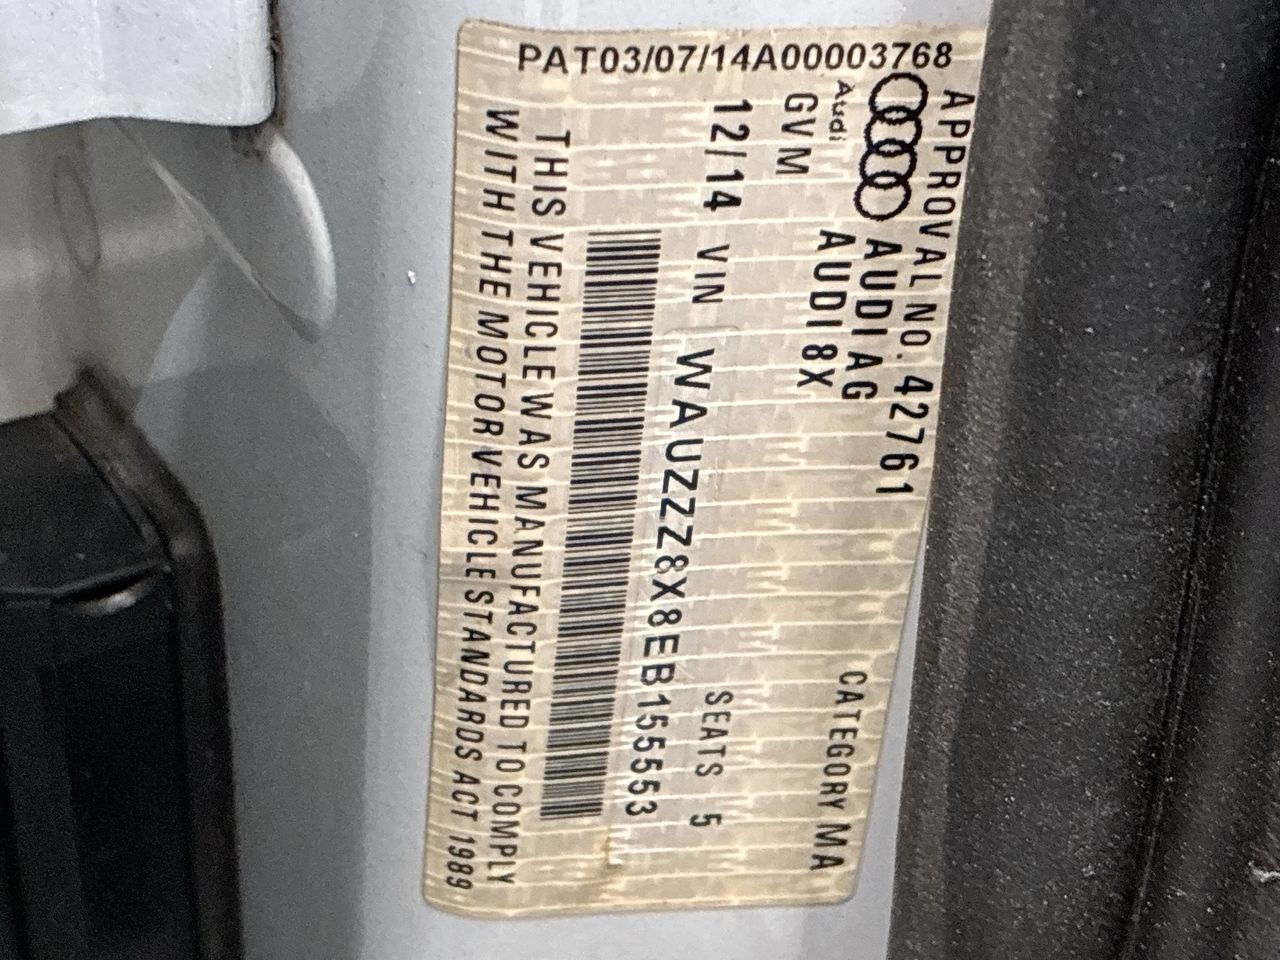 PAT03/07/14A00003768
APPROVAL NO. 42761
AUDI AG
Audi AUDI 8X
CATEGORY MA
GVM
12/14 VIN
SEATS 5
WAUZZZ8X8EB155553
THIS VEHICLE WAS MANUFACTURED TO COMPLY
WITH THE MOTOR VEHICLE STANDARDS ACT 1989